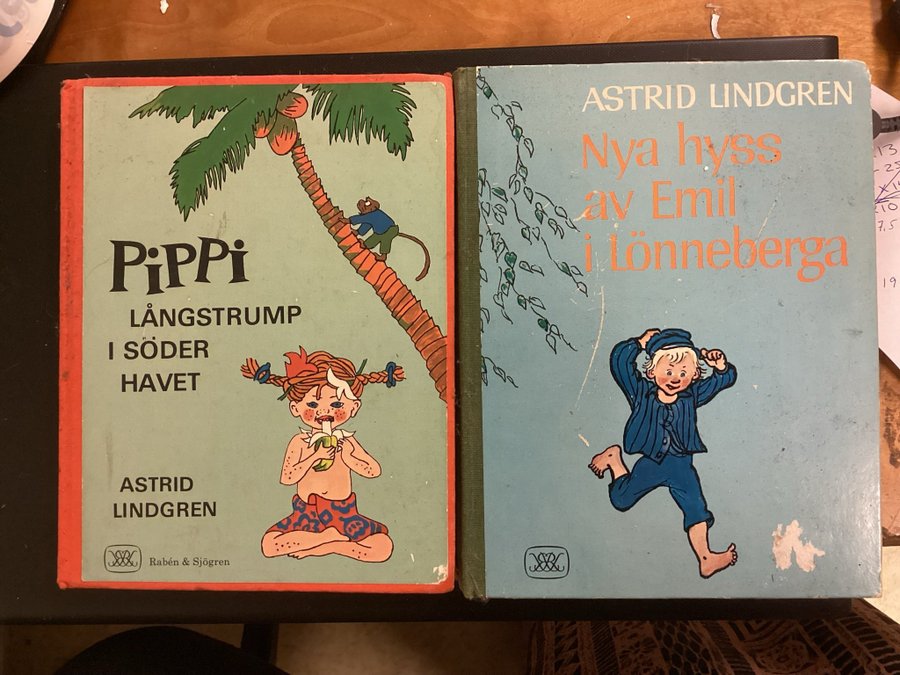 PiPPi
LÅNGSTRUMP
I SÖDER
HAVET
ASTRID
LINDGREN
Rabén & Sjögren
ASTRID LINDGREN
Nya hyss
av Emil
i Lönneberga